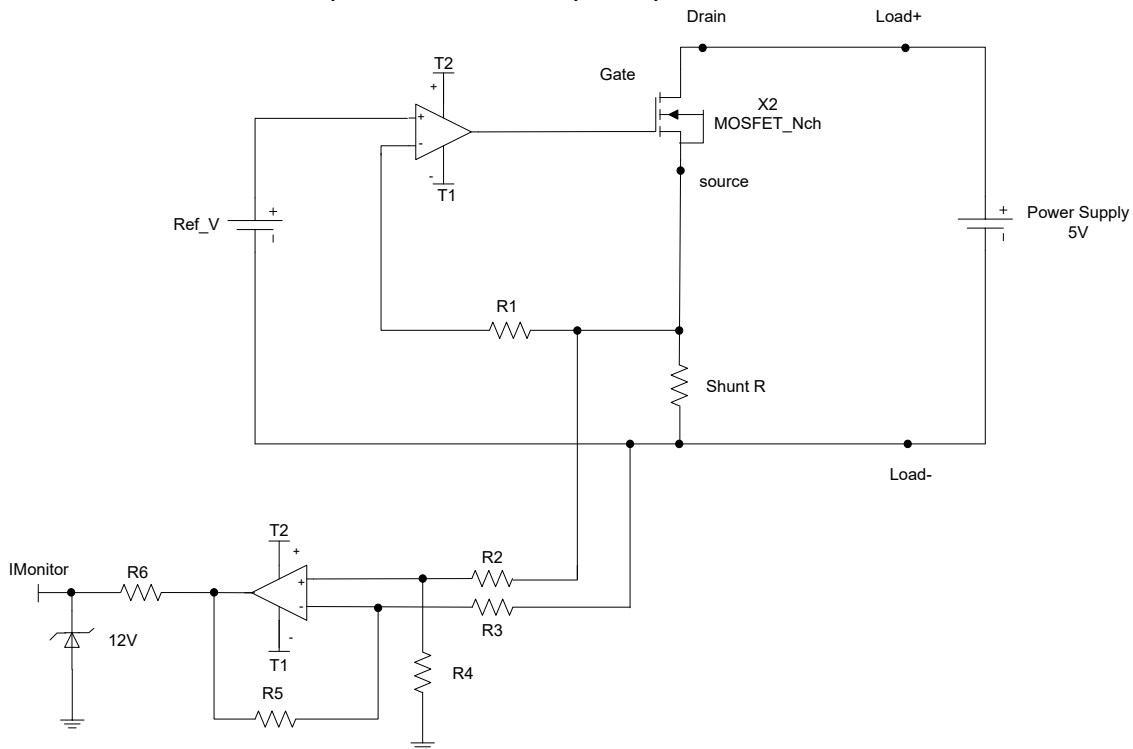 Drain
Load+
T2
+
Gate
X2
MOSFET_Nch
+
-
-
T1
source
Ref_V
+
-
Power Supply
5V
+
-
R1
Shunt R
Load-
T2
+
IMonitor
R6
R2
+
-
R3
12V
-
T1
R4
R5